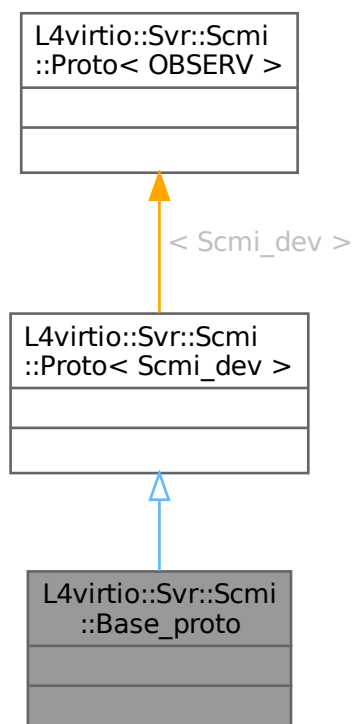 L4virtio::Svr::Scmi
::Proto< OBSERV >
< Scmi_dev >
L4virtio::Svr::Scmi
::Proto< Scmi_dev >
L4virtio::Svr::Scmi
::Base_proto